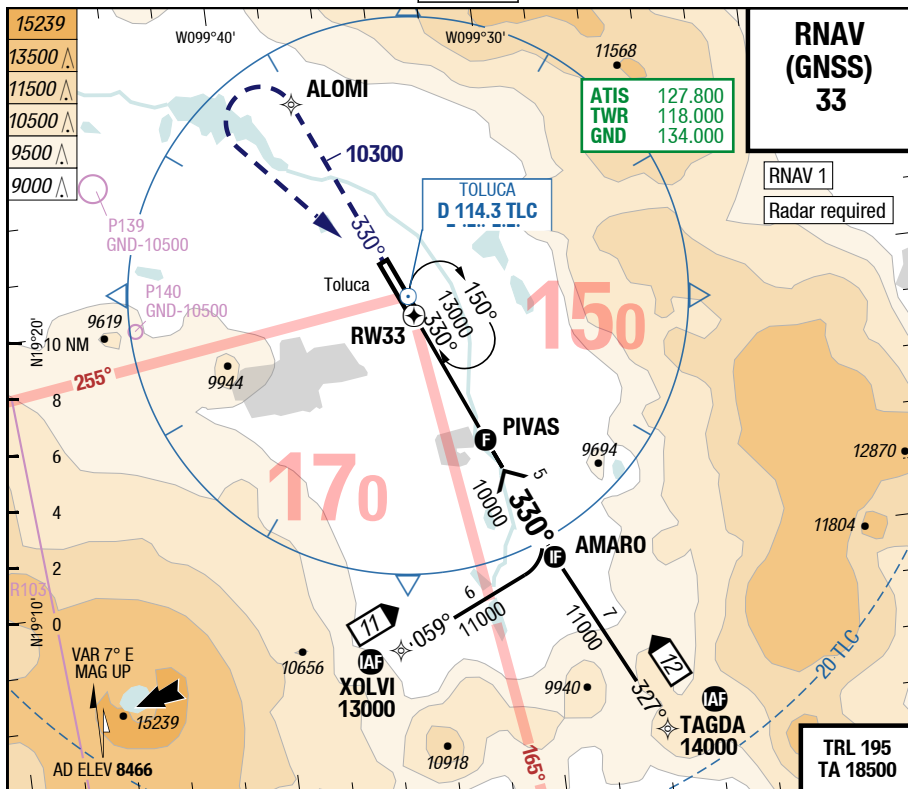 15239
13500
11500
10500
9500
9000
W099°40'
W099°30'
11568
RNAV
(GNSS)
33
ALOMI
ATIS 127.800
TWR 118.000
GND 134.000
10300
RNAV 1
Radar required
P139
GND-10500
TOLUCA
D 114.3 TLC
330°
P140
GND-10500
Toluca
150°
13000
330°
150
RW33
N19°20'
9619
10 NM
9944
255°
8
PIVAS
F
12870
6
9694
5
10000
170
330°
4
11804
AMARO
IF
2
R103
6
059°
11000
7
11000
N19°10'
0
11
12
VAR 7° E
MAG UP
IAF
XOLVI
13000
10656
9940
327°
IAF
TAGDA
14000
20 TLC
15239
10918
165°
AD ELEV 8466
TRL 195
TA 18500